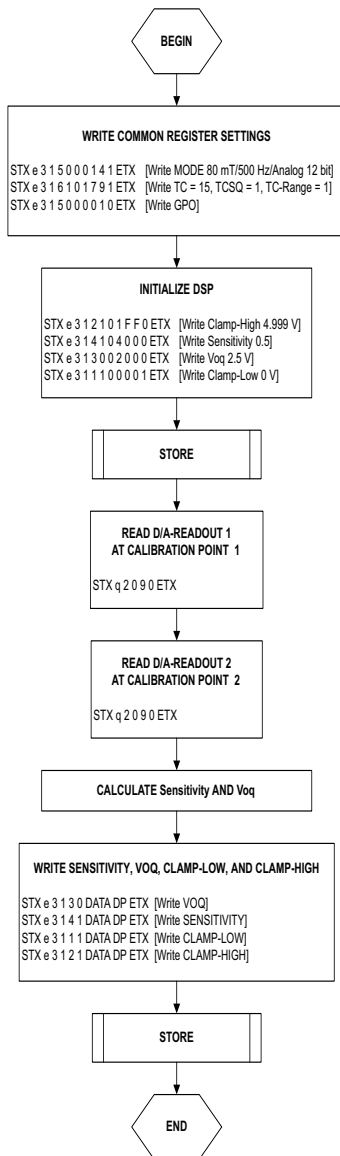 BEGIN
WRITE COMMON REGISTER SETTINGS
STX e 3 1 5 0 0 0 1 4 1 ETX [Write MODE 80 mT/500 Hz/Analog 12 bit]
STX e 3 1 6 1 0 1 7 9 1 ETX [Write TC = 15, TCSQ = 1, TC-Range = 1]
STX e 3 1 5 0 0 0 0 1 0 ETX [Write GPO]
INITIALIZE DSP
STX e 3 1 2 1 0 1 F F 0 ETX [Write Clamp-High 4.999 V]
STX e 3 1 4 1 0 4 0 0 0 ETX [Write Sensitivity 0.5]
STX e 3 1 3 0 0 2 0 0 0 ETX [Write Voq 2.5 V]
STX e 3 1 1 1 0 0 0 0 1 ETX [Write Clamp-Low 0 V]
STORE
READ D/A-READOUT 1
AT CALIBRATION POINT 1
STX q 2 0 9 0 ETX
READ D/A-READOUT 2
AT CALIBRATION POINT 2
STX q 2 0 9 0 ETX
CALCULATE Sensitivity AND Voq
WRITE SENSITIVITY, VOQ, CLAMP-LOW, AND CLAMP-HIGH
STX e 3 1 3 0 DATA DP ETX [Write VOQ]
STX e 3 1 4 1 DATA DP ETX [Write SENSITIVITY]
STX e 3 1 1 1 DATA DP ETX [Write CLAMP-LOW]
STX e 3 1 2 1 DATA DP ETX [Write CLAMP-HIGH]
STORE
END